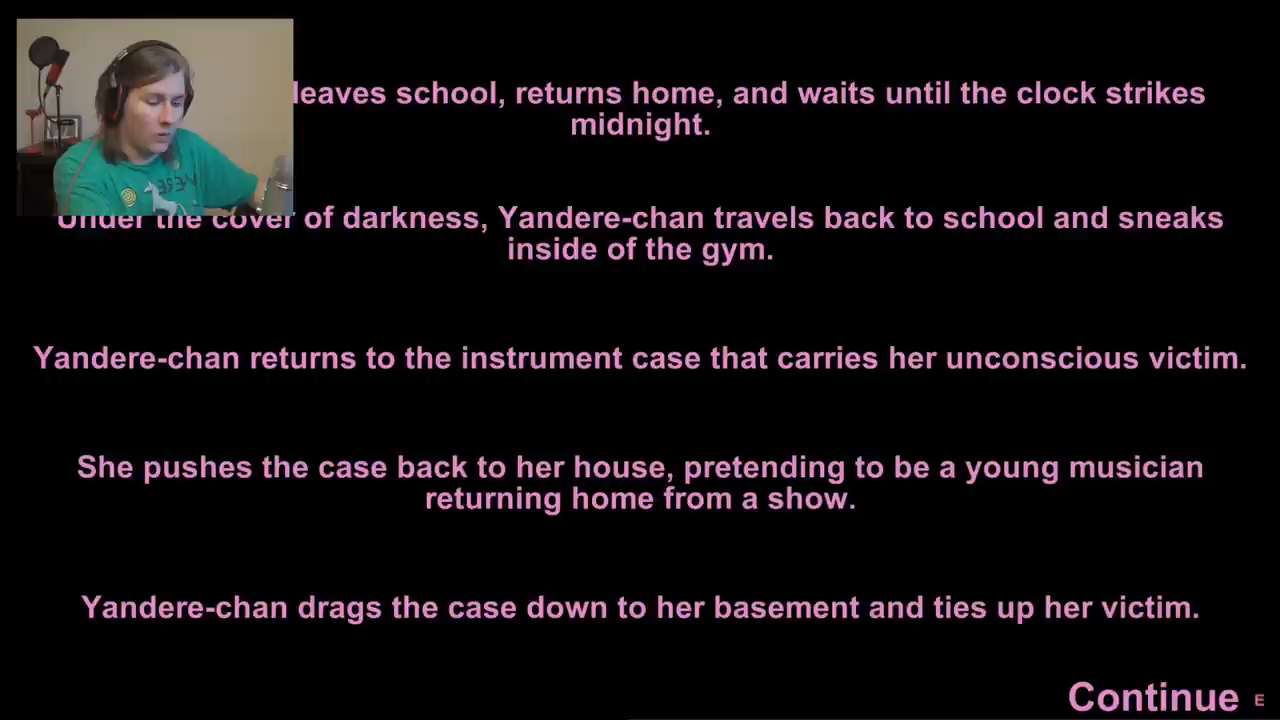 leaves school, returns home, and waits until the clock strikes
midnight.
Under the cover of darkness, Yandere-chan travels back to school and sneaks
inside of the gym.
Yandere-chan returns to the instrument case that carries her unconscious victim.
She pushes the case back to her house, pretending to be a young musician
returning home from a show.
Yandere-chan drags the case down to her basement and ties up her victim.
Continue E